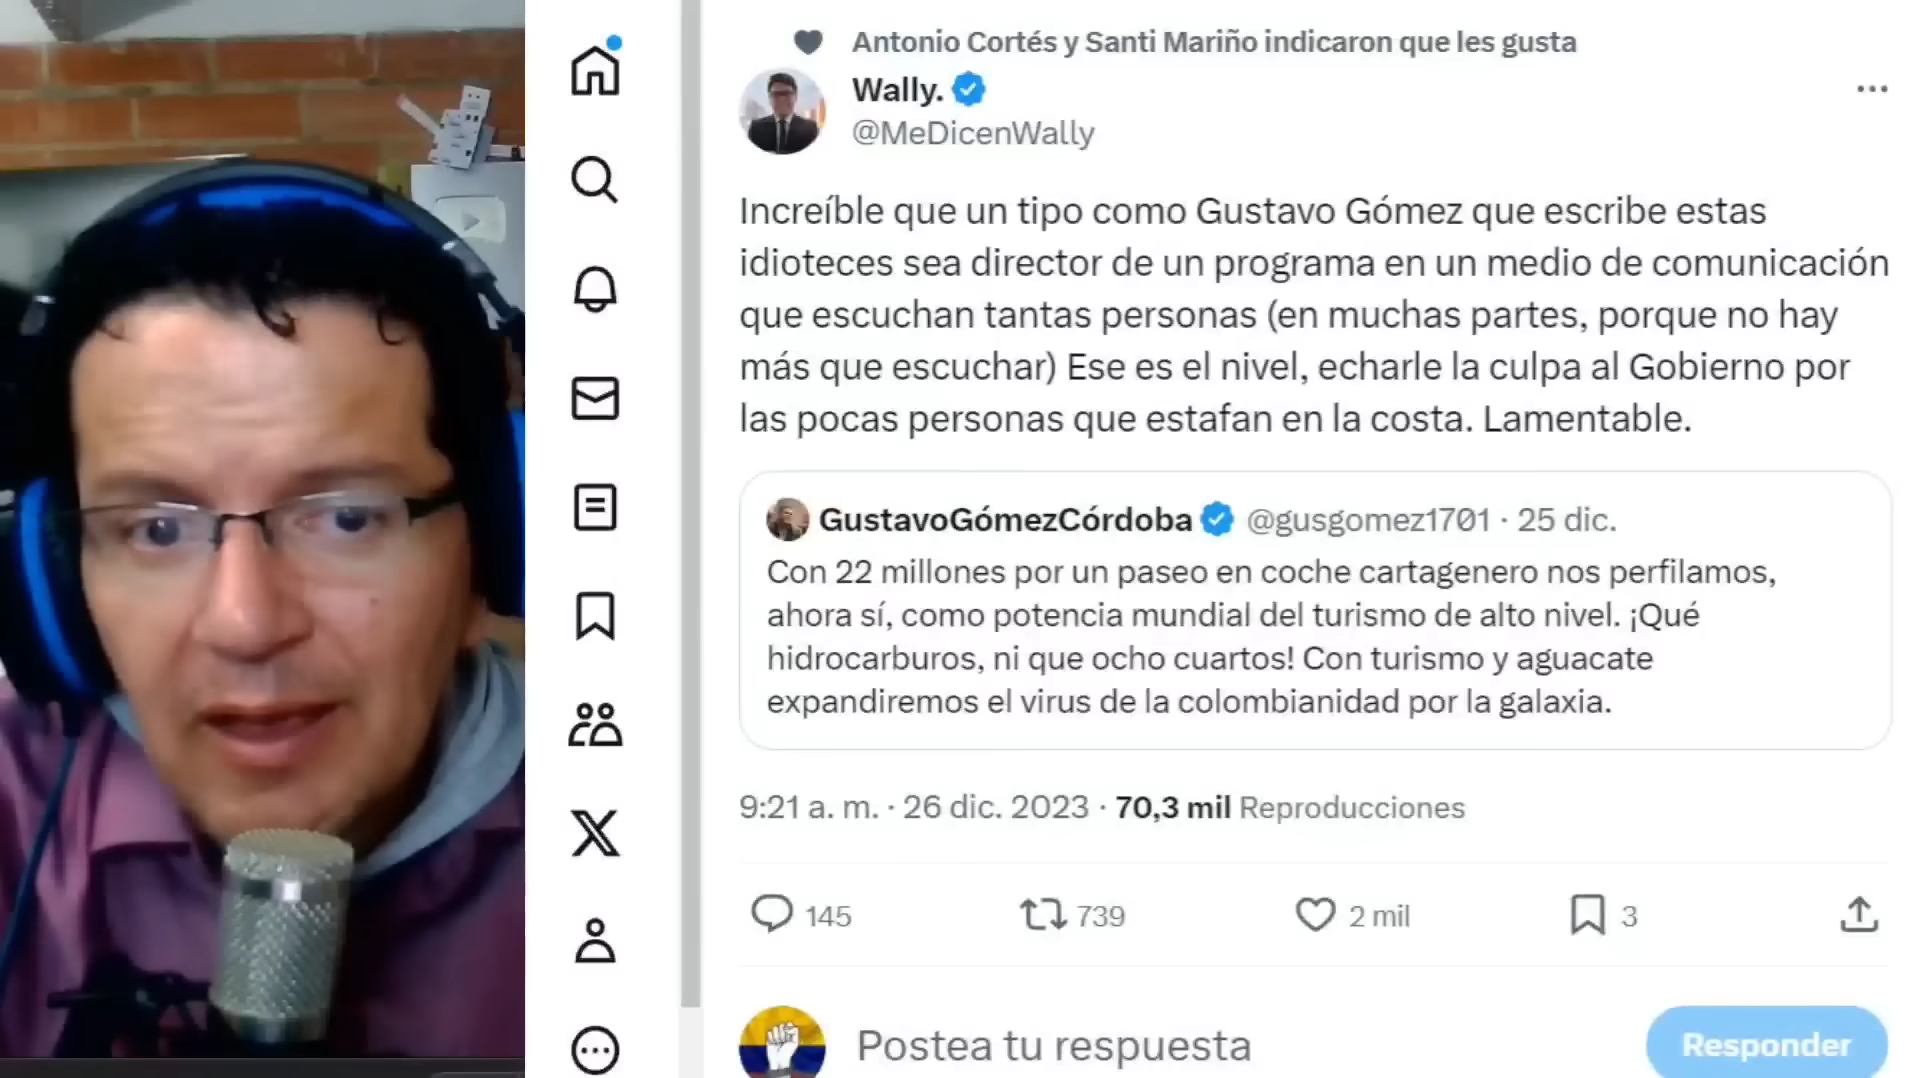 Antonio Cortés y Santi Mariño indicaron que les gusta
Wally.
@MeDicenWally
Increíble que un tipo como Gustavo Gómez que escribe estas
idioteces sea director de un programa en un medio de comunicación
que escuchan tantas personas (en muchas partes, porque no hay
más que escuchar) Ese es el nivel, echarle la culpa al Gobierno por
las pocas personas que estafan en la costa. Lamentable.
GustavoGómezCórdoba @gusgomez1701 · 25 dic.
Con 22 millones por un paseo en coche cartagenero nos perfilamos,
ahora sí, como potencia mundial del turismo de alto nivel. ¡Qué
hidrocarburos, ni que ocho cuartos! Con turismo y aguacate
expandiremos el virus de la colombianidad por la galaxia.
9:21 a. m. · 26 dic. 2023 · 70,3 mil Reproducciones
145 739 2 mil 3
Postea tu respuesta
Responder